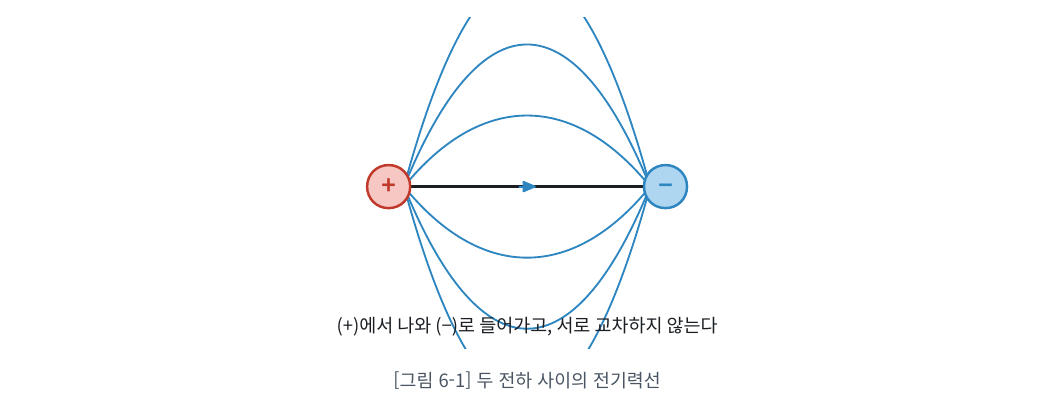 +
−
(+)에서 나와 (−)로 들어가고, 서로 교차하지 않는다
[그림 6-1] 두 전하 사이의 전기력선